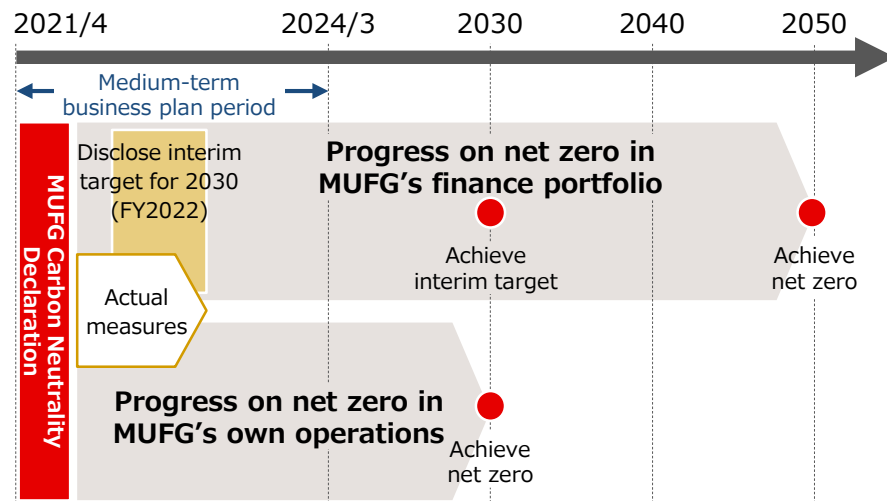 2021/4 2024/3 2030 2040 2050
Medium-term
business plan period
MUFG Carbon Neutrality
Declaration
Disclose interim
target for 2030
(FY2022)
Progress on net zero in
MUFG's finance portfolio
Achieve
interim target
Achieve
net zero
Actual
measures
Progress on net zero in
MUFG's own operations
Achieve
net zero